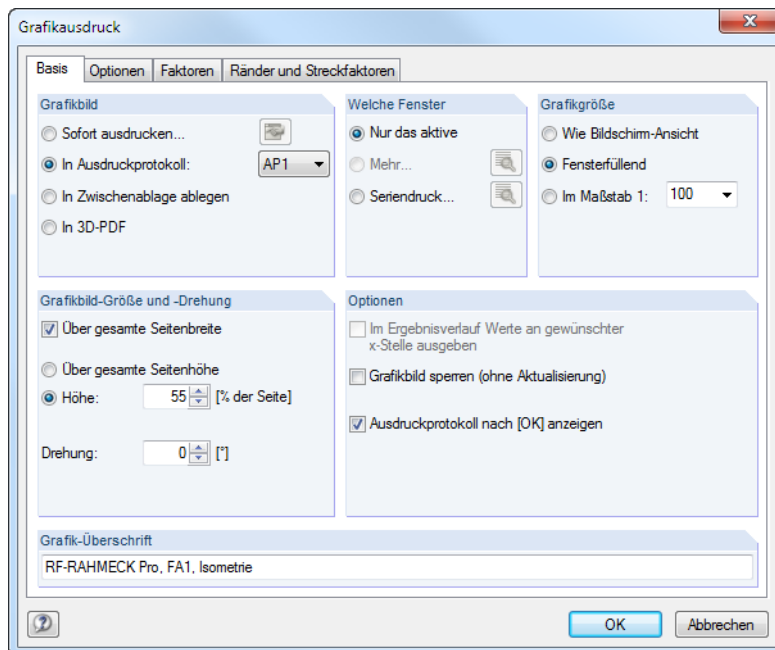 Grafikausdruck
Basis
Optionen
Faktoren
Ränder und Streckfaktoren
Grafikbild
Sofort ausdrucken...
In Ausdruckprotokoll: AP1
In Zwischenablage ablegen
In 3D-PDF
Welche Fenster
Nur das aktive
Mehr...
Seriendruck...
Grafikgröße
Wie Bildschirm-Ansicht
Fensterfüllend
Im Maßstab 1: 100
Grafikbild-Größe und -Drehung
Über gesamte Seitenbreite
Über gesamte Seitenhöhe
Höhe: 55 [% der Seite]
Drehung: 0 [°]
Optionen
Im Ergebnisverlauf Werte an gewünschter
x-Stelle ausgeben
Grafikbild sperren (ohne Aktualisierung)
Ausdruckprotokoll nach [OK] anzeigen
Grafik-Überschrift
RF-RAHMECK Pro, FA1, Isometrie
OK
Abbrechen